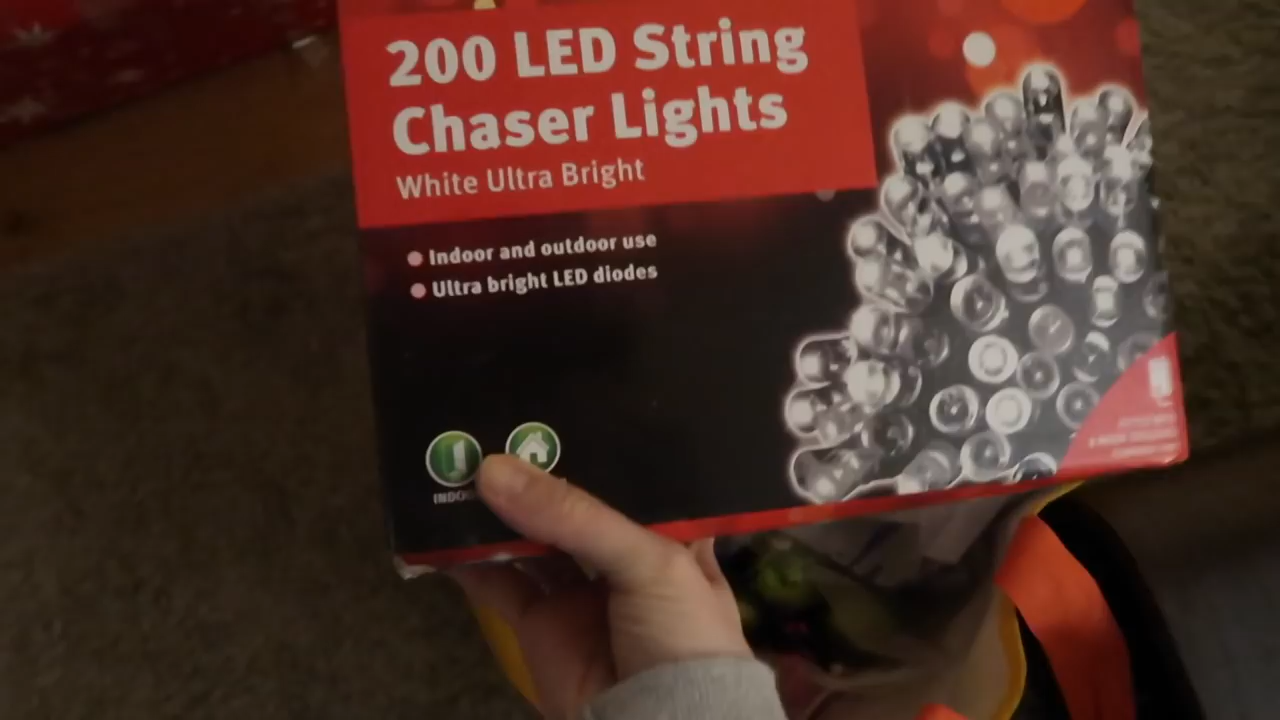 200 LED String
Chaser Lights
White Ultra Bright
Indoor and outdoor use
Ultra bright LED diodes